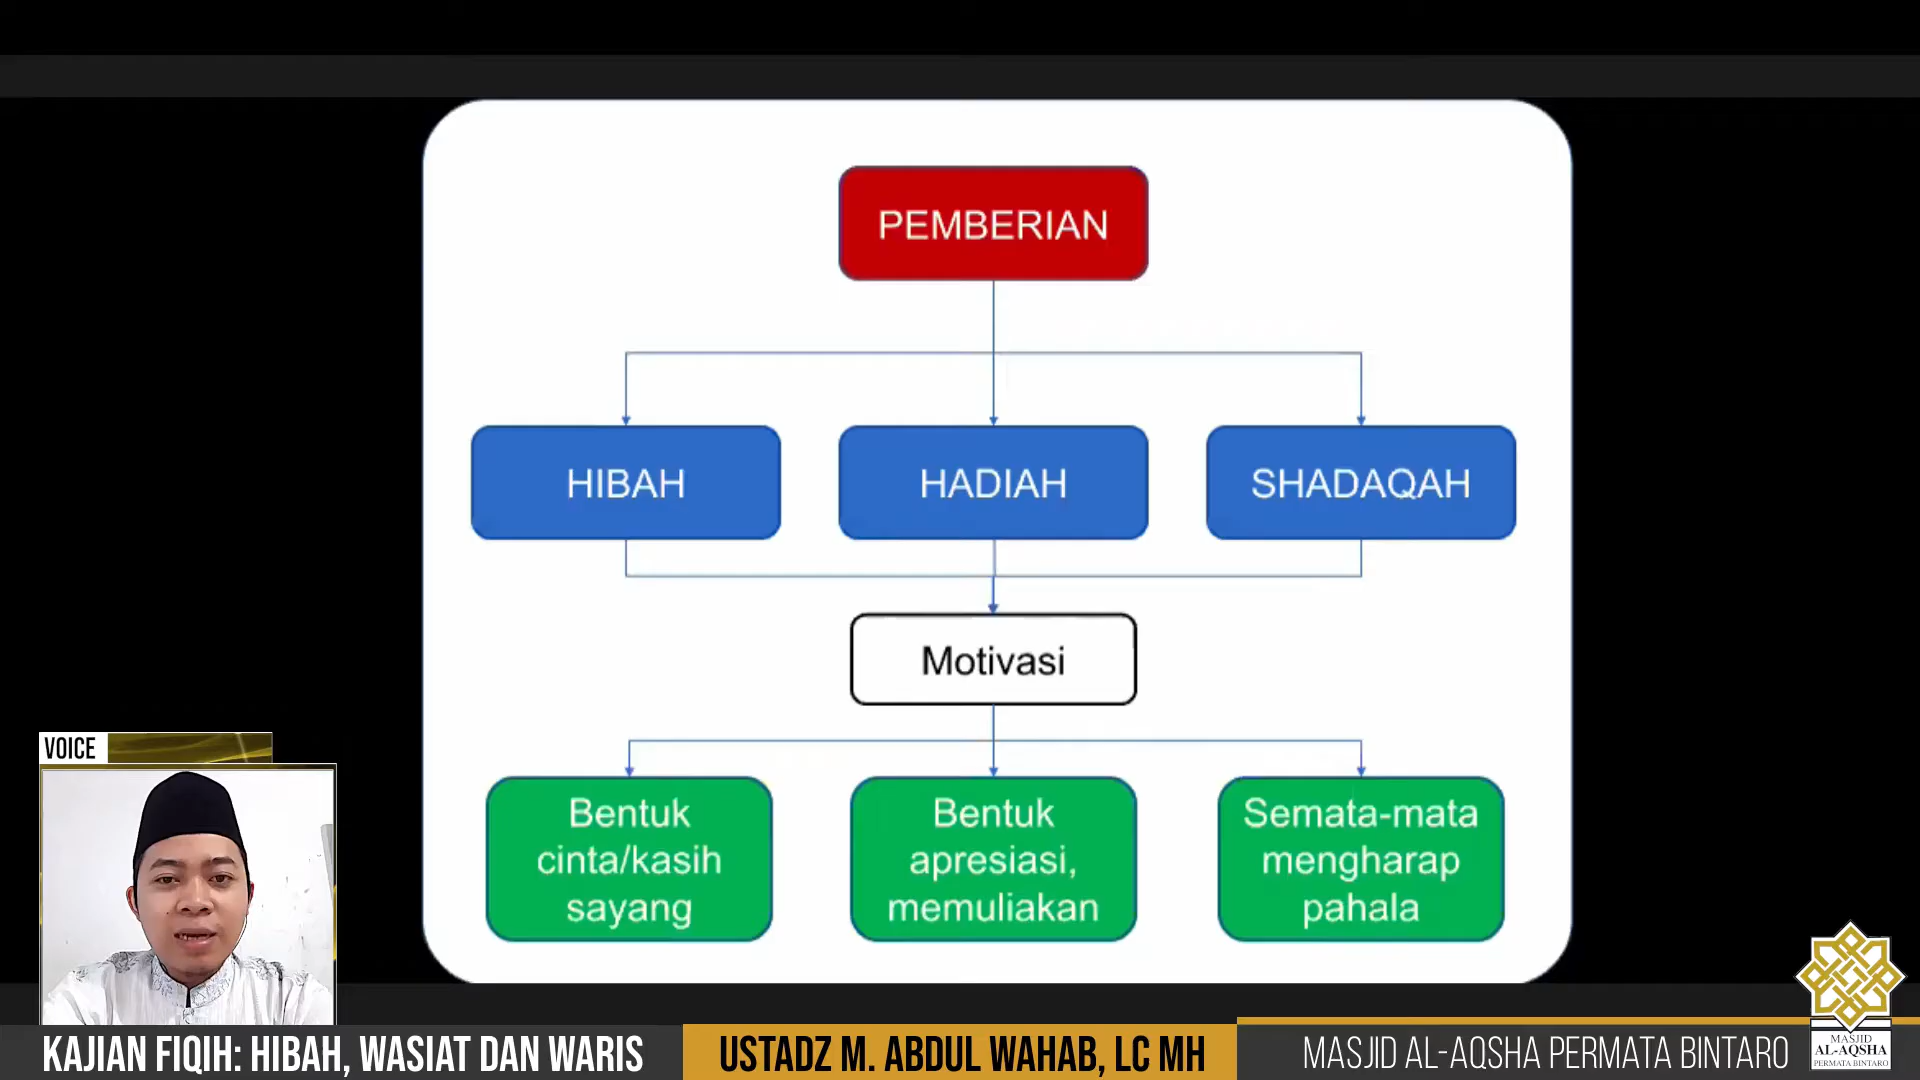 PEMBERIAN
HIBAH
HADIAH
SHADAQAH
Motivasi
Bentuk
cinta/kasih
sayang
Bentuk
apresiasi,
memuliakan
Semata-mata
mengharap
pahala
VOICE
KAJIAN FIQIH: HIBAH, WASIAT DAN WARIS
USTADZ M. ABDUL WAHAB, LC MH
MASJID AL-AQSHA PERMATA BINTARO
MASJID
AL-AQSHA
PERMATA BINTARO